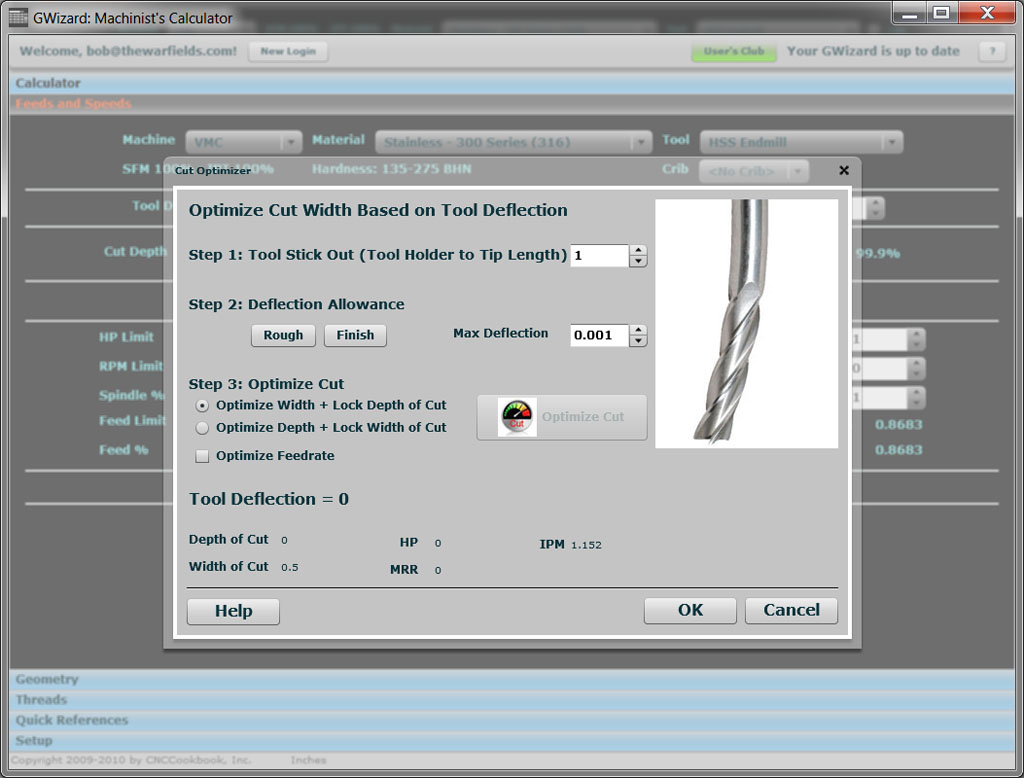 GWizard: Machinist's Calculator
Welcome, bob@thewarfields.com! New Login User's Club Your GWizard is up to date ?
Calculator
Feeds and Speeds
Machine VMC Material Stainless - 300 Series (316) Tool HSS Endmill
SFM 100% 100% Hardness: 135-275 BHN Crib <No Crib>
Cut Optimizer
Tool D
Cut Depth 99.9%
HP Limit 1
RPM Limit 0
Spindle % 1
Feed Limit 0.8683
Feed % 0.8683
Optimize Cut Width Based on Tool Deflection
Step 1: Tool Stick Out (Tool Holder to Tip Length) 1
Step 2: Deflection Allowance
Rough Finish Max Deflection 0.001
Step 3: Optimize Cut
Optimize Width + Lock Depth of Cut
Cut Optimize Cut
Optimize Depth + Lock Width of Cut
Optimize Feedrate
Tool Deflection = 0
Depth of Cut 0 HP 0 IPM 1.152
Width of Cut 0.5 MRR 0
Help OK Cancel
Geometry
Threads
Quick References
Setup
Copyright 2009-2010 by CNCCookbook, Inc. Inches